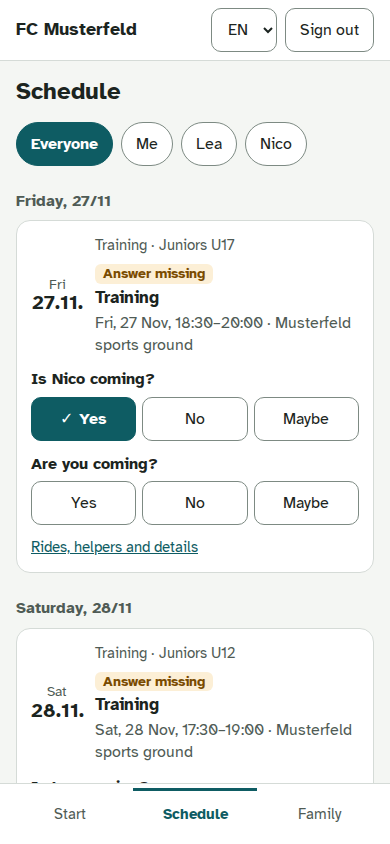 FC Musterfeld
EN
Sign out
Schedule
Everyone
Me
Lea
Nico
Friday, 27/11
Training · Juniors U17
Answer missing
Fri
27.11.
Training
Fri, 27 Nov, 18:30–20:00 · Musterfeld
sports ground
Is Nico coming?
✓ Yes
No
Maybe
Are you coming?
Yes
No
Maybe
Rides, helpers and details
Saturday, 28/11
Training · Juniors U12
Answer missing
Sat
28.11.
Training
Sat, 28 Nov, 17:30–19:00 · Musterfeld
sports ground
Start
Schedule
Family